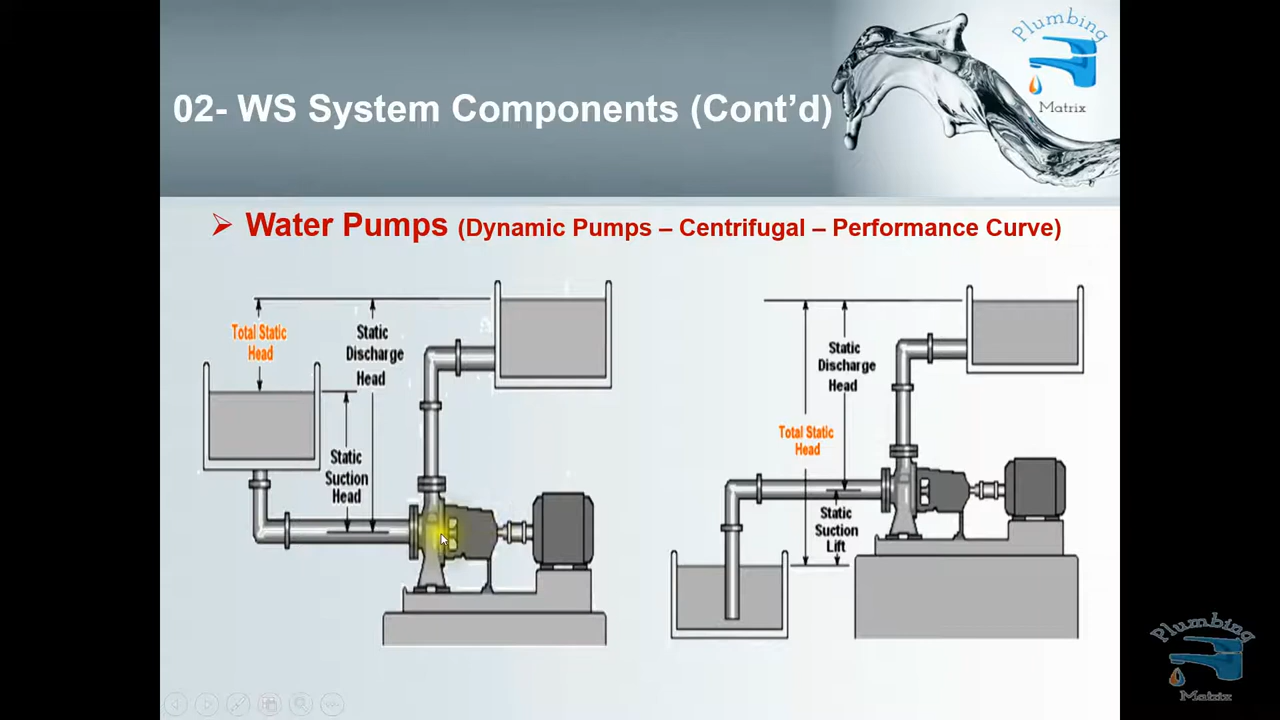 Plumbing
Matrix
02- WS System Components (Cont’d)
Water Pumps (Dynamic Pumps – Centrifugal – Performance Curve)
Total Static
Head
Static
Discharge
Head
Static
Suction
Head
Static
Discharge
Head
Total Static
Head
Static
Suction
Lift
Plumbing
Matrix